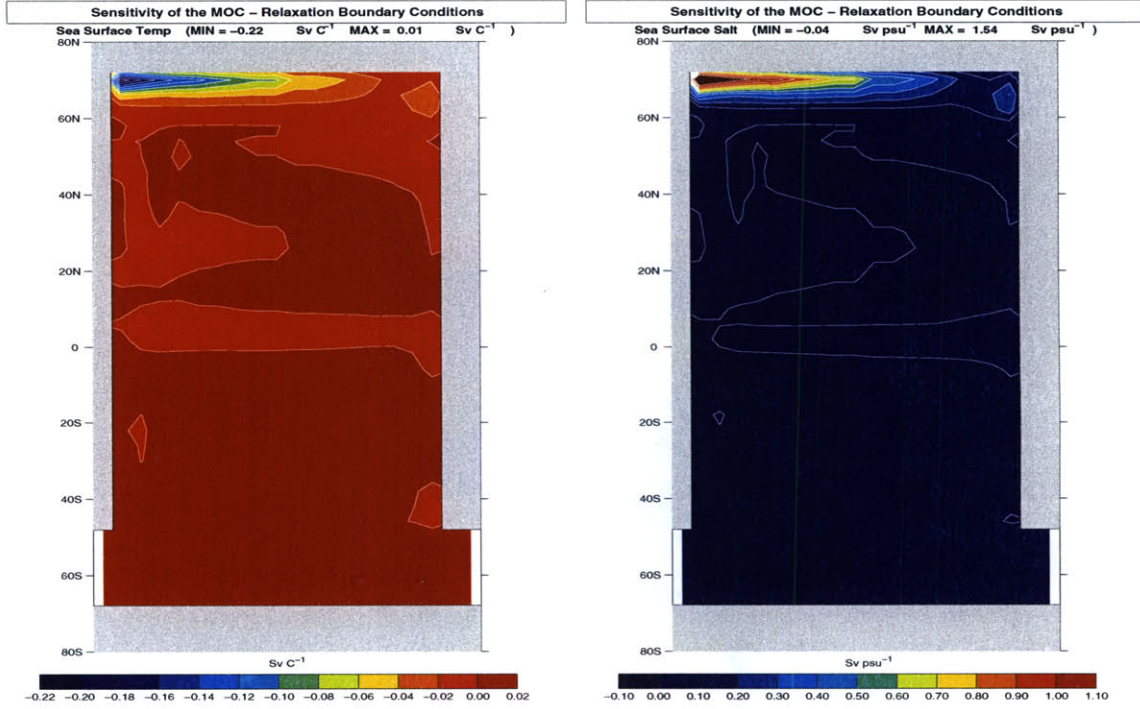 Sensitivity of the MOC – Relaxation Boundary Conditions
Sea Surface Temp (MIN = –0.22 Sv C⁻¹ MAX = 0.01 Sv C⁻¹ )
80N
60N
40N
20N
0
20S
40S
60S
80S
Sv C⁻¹
–0.22 –0.20 –0.18 –0.16 –0.14 –0.12 –0.10 –0.08 –0.06 –0.04 –0.02 0.00 0.02
Sensitivity of the MOC – Relaxation Boundary Conditions
Sea Surface Salt (MIN = –0.04 Sv psu⁻¹ MAX = 1.54 Sv psu⁻¹ )
80N
60N
40N
20N
0
20S
40S
60S
80S
Sv psu⁻¹
–0.10 0.00 0.10 0.20 0.30 0.40 0.50 0.60 0.70 0.80 0.90 1.00 1.10